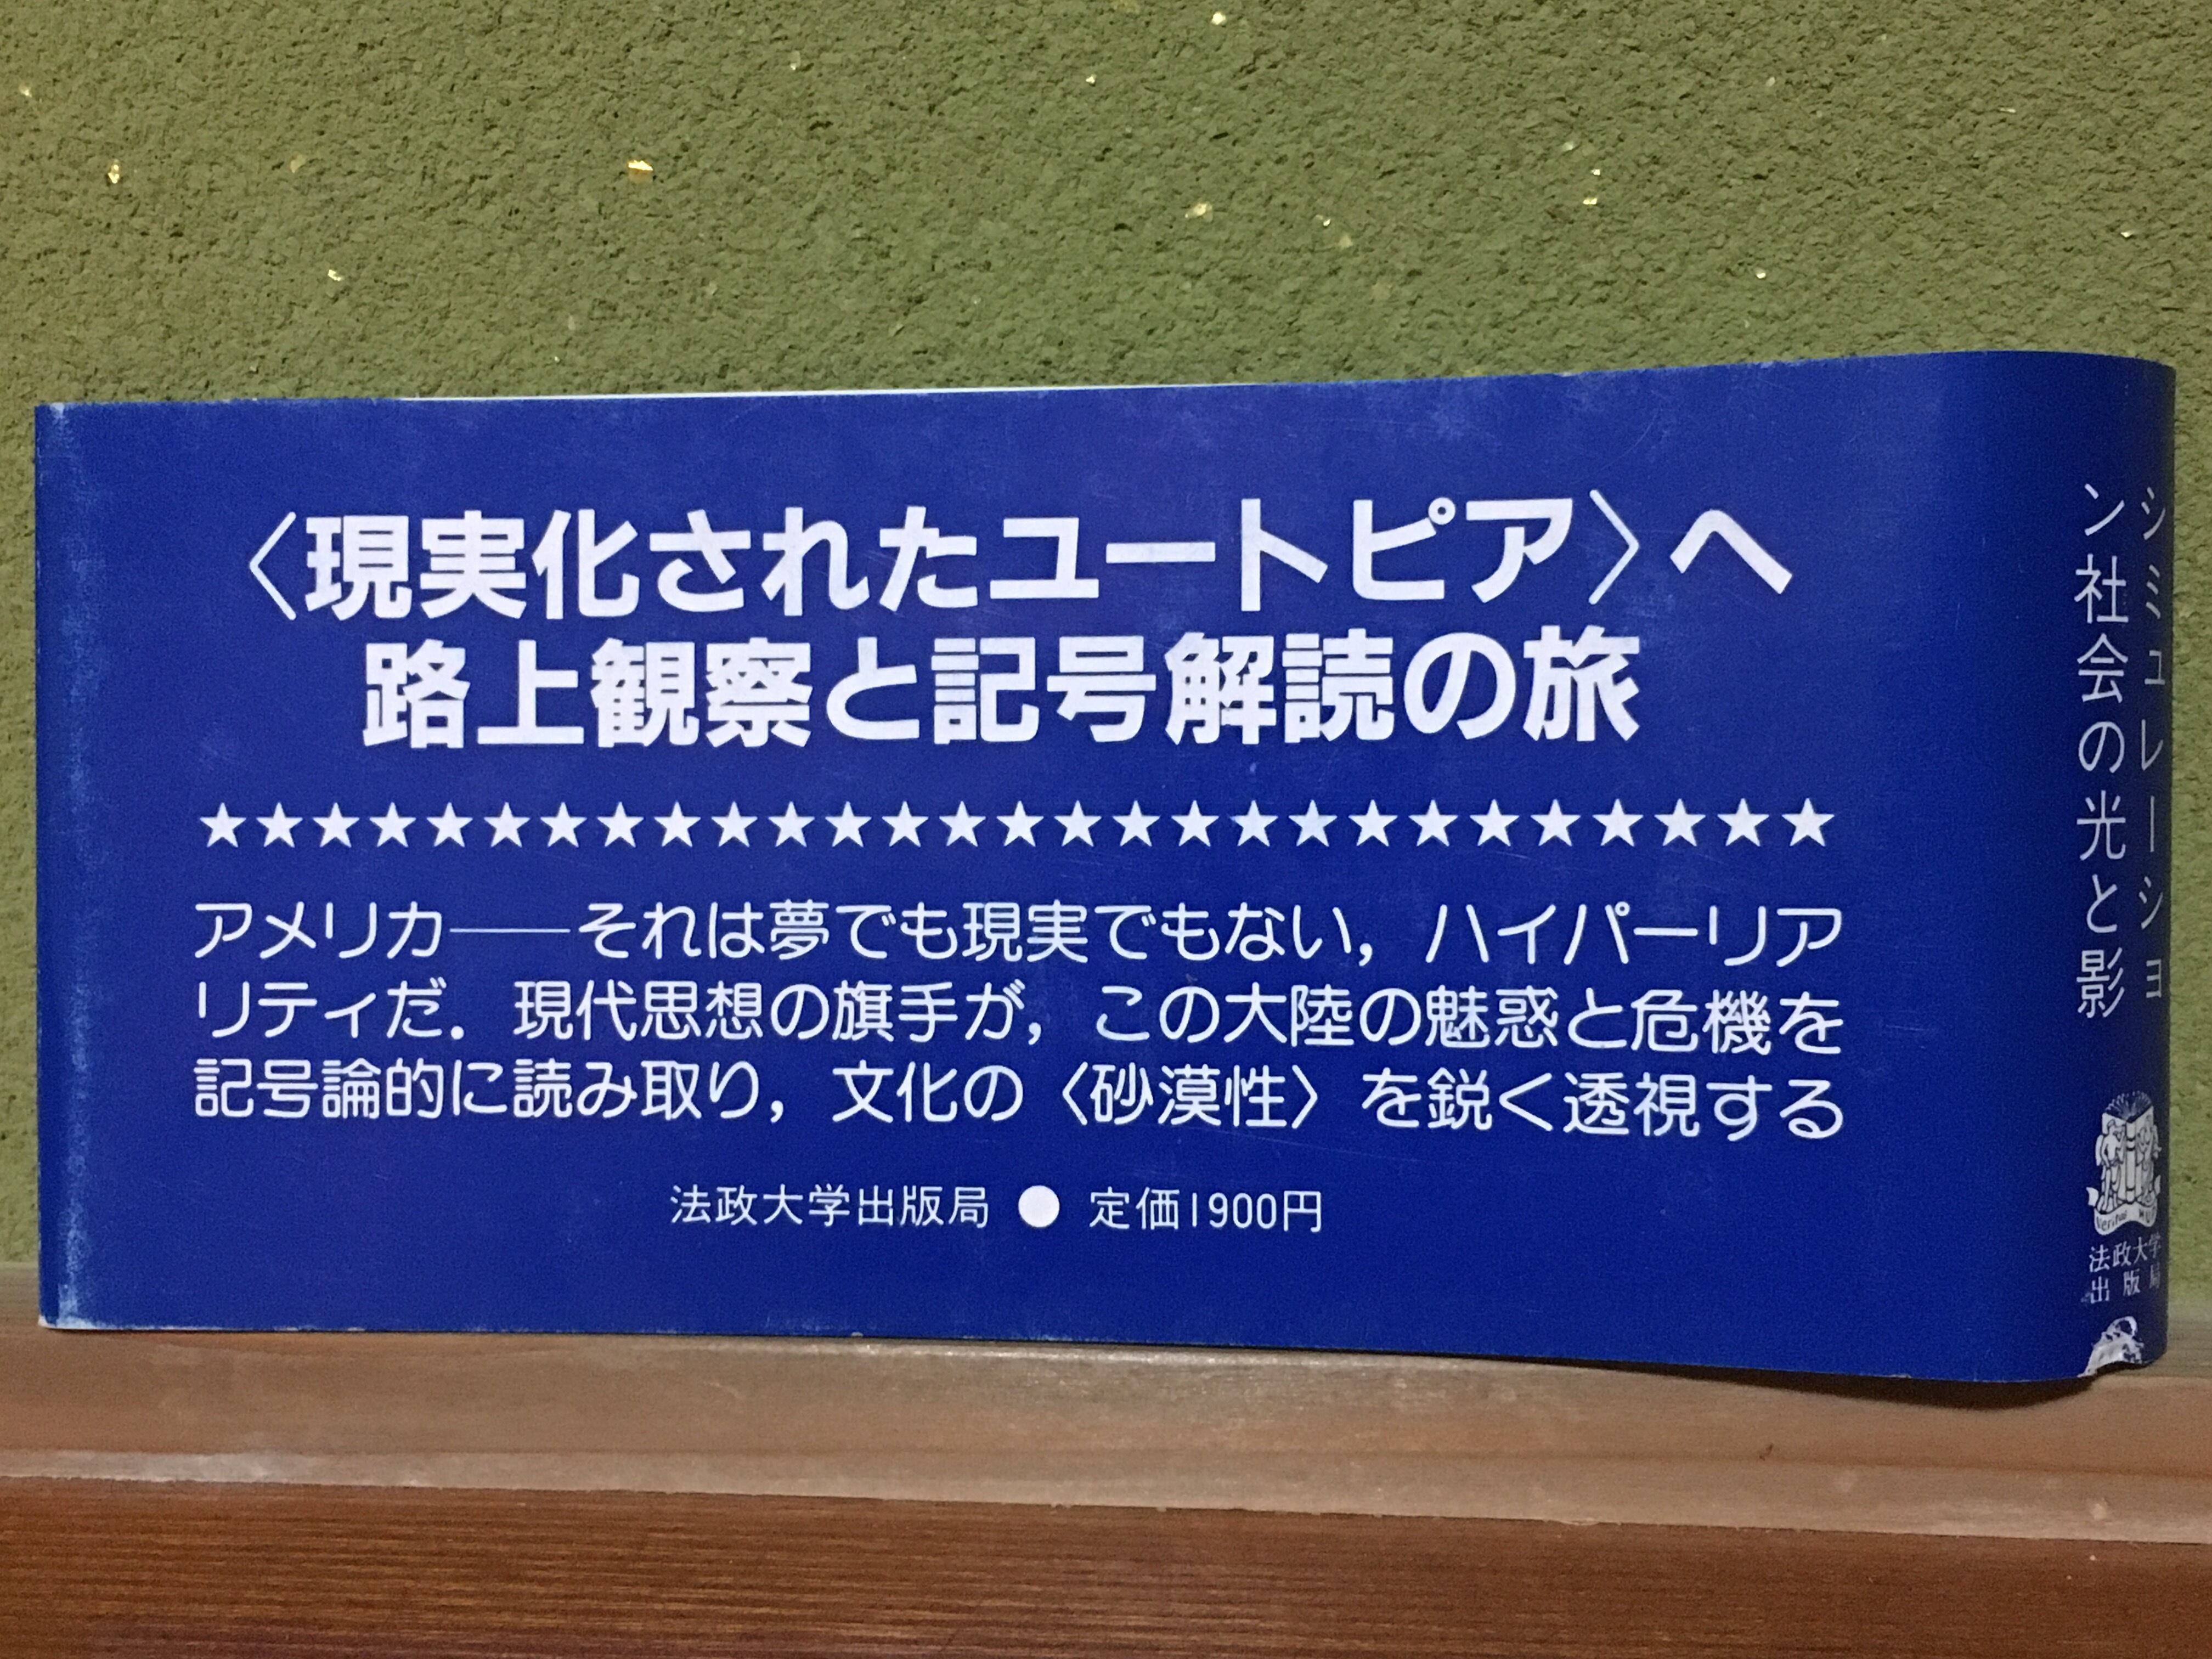 〈現実化されたユートピア〉へ
路上観察と記号解読の旅
★★★★★★★★★★★★★★★★★★★★★★★★★★★★★
アメリカ──それは夢でも現実でもない，ハイパーリア
リティだ．現代思想の旗手が，この大陸の魅惑と危機を
記号論的に読み取り，文化の〈砂漠性〉を鋭く透視する
法政大学出版局 ● 定価1900円
シミュレーショ
ン社会の光と影
法政大学
出版局